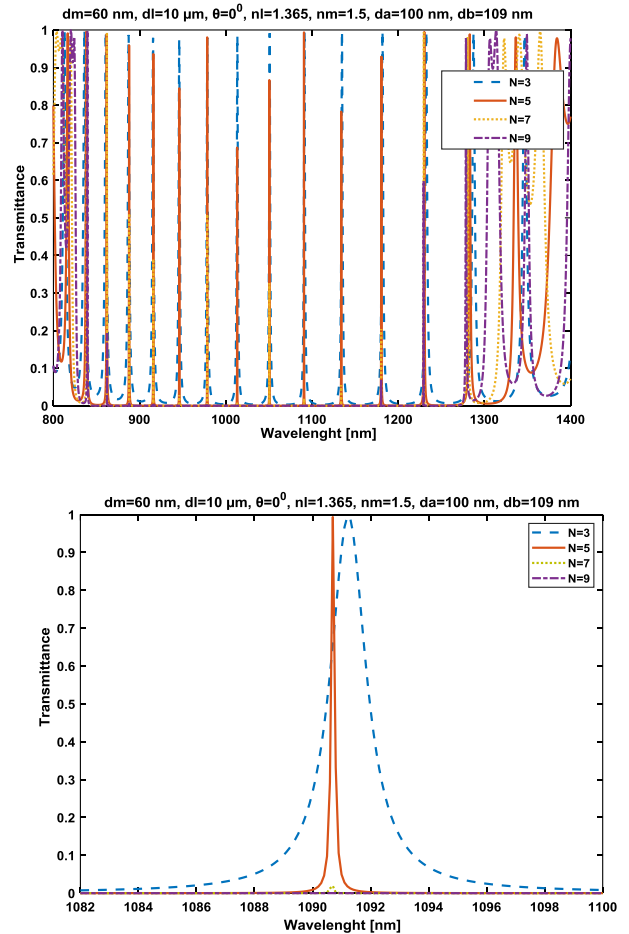 dm=60 nm, dl=10 µm, θ=0⁰, nl=1.365, nm=1.5, da=100 nm, db=109 nm
1
0.9
0.8
0.7
0.6
0.5
0.4
0.3
0.2
0.1
0
Transmittance
N=3
N=5
N=7
N=9
800 900 1000 1100 1200 1300 1400
Wavelenght [nm]
dm=60 nm, dl=10 µm, θ=0⁰, nl=1.365, nm=1.5, da=100 nm, db=109 nm
1
0.9
0.8
0.7
0.6
0.5
0.4
0.3
0.2
0.1
0
Transmittance
N=3
N=5
N=7
N=9
1082 1084 1086 1088 1090 1092 1094 1096 1098 1100
Wavelenght [nm]